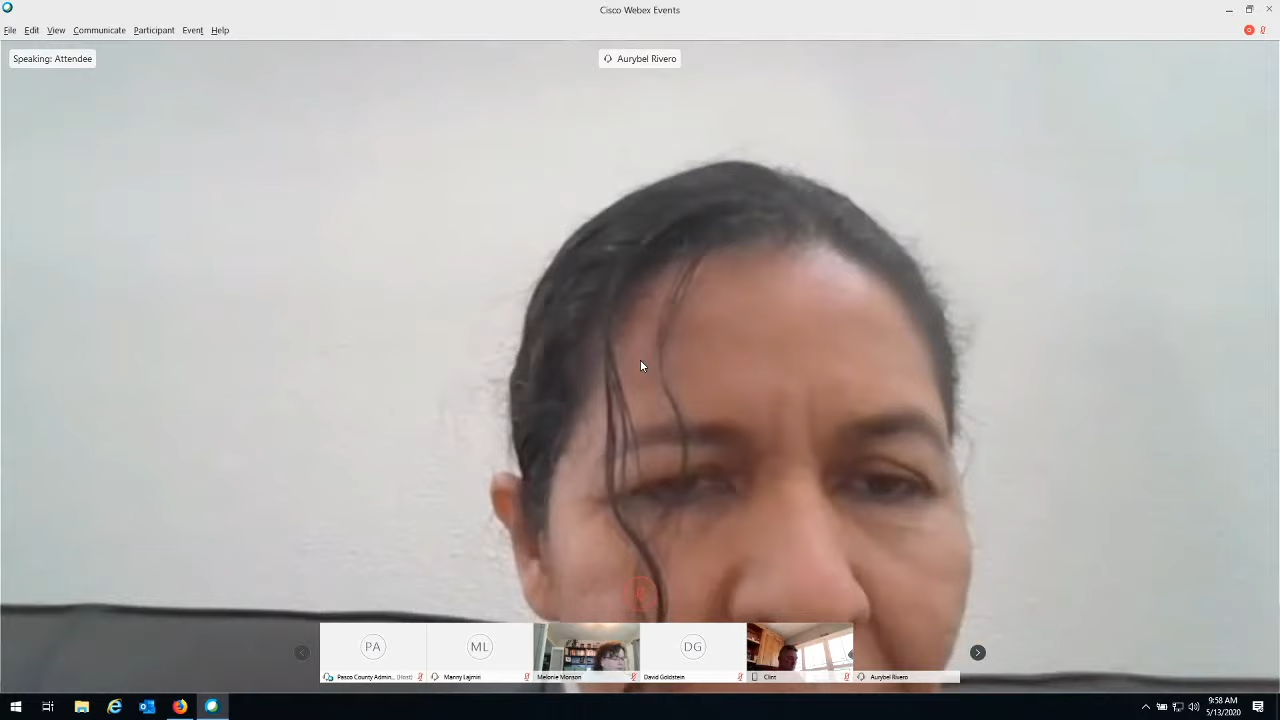 Cisco Webex Events
File Edit View Communicate Participant Event Help
Speaking: Attendee
Aurybel Rivero
PA
ML
DG
Pasco County Admin... (Host)
Manny Lajmiri
Melonie Monson
David Goldstein
Clint
Aurybel Rivero
9:58 AM
5/13/2020